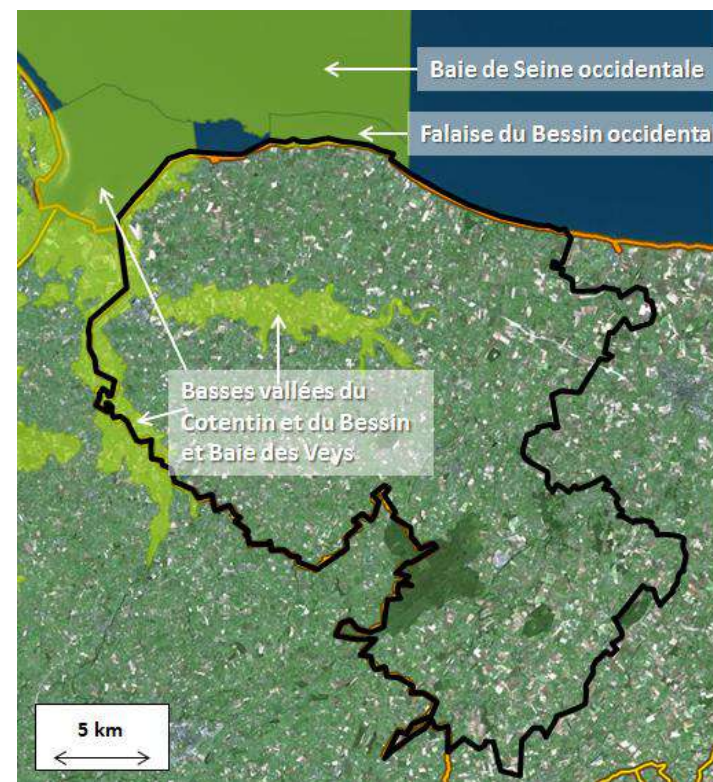 Baie de Seine occidentale
Falaise du Bessin occidenta
Basses vallées du
Cotentin et du Bessin
et Baie des Veys
5 km